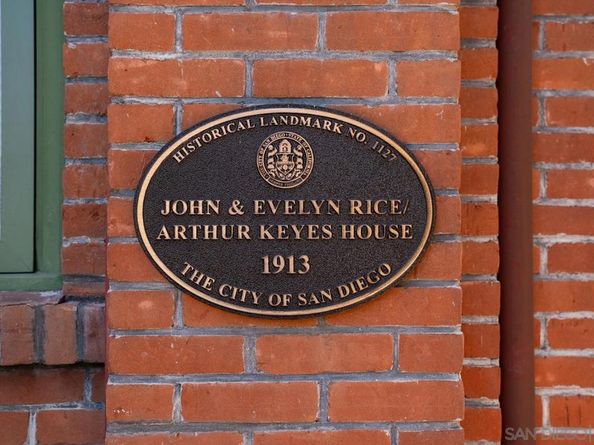 HISTORICAL LANDMARK NO. 1127
JOHN & EVELYN RICE/
ARTHUR KEYES HOUSE
1913
THE CITY OF SAN DIEGO